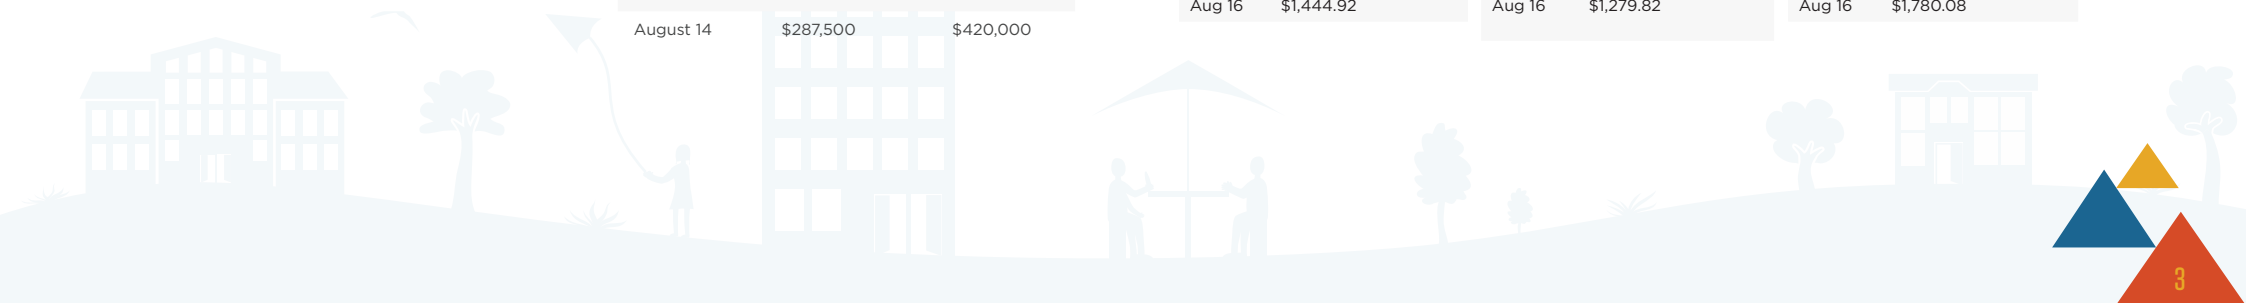 Aug 16 $1,444.92 Aug 16 $1,279.82 Aug 16 $1,780.08
August 14 $287,500 $420,000
3